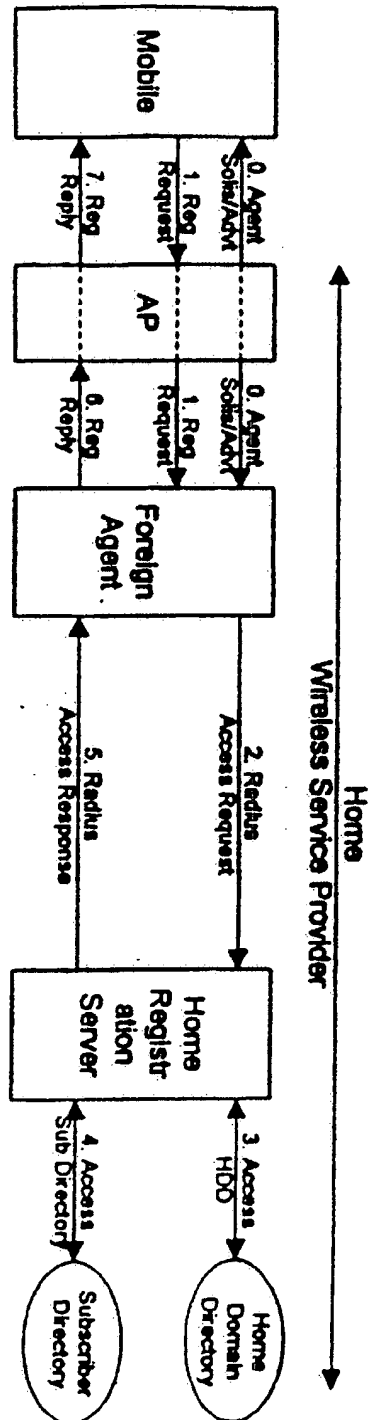 Home
Wireless Service Provider
Mobile
0. Agent
Solis/Advt
1. Reg
Request
7. Reg
Reply
AP
0. Agent
Solis/Advt
1. Reg
Request
6. Reg
Reply
Foreign
Agent.
2. Radius
Access Request
5. Radius
Access Response
Home
Registr
ation
Server
3. Access
HDD
4. Access
Sub Directory
Home
Domain
Directory
Subscriber
Directory